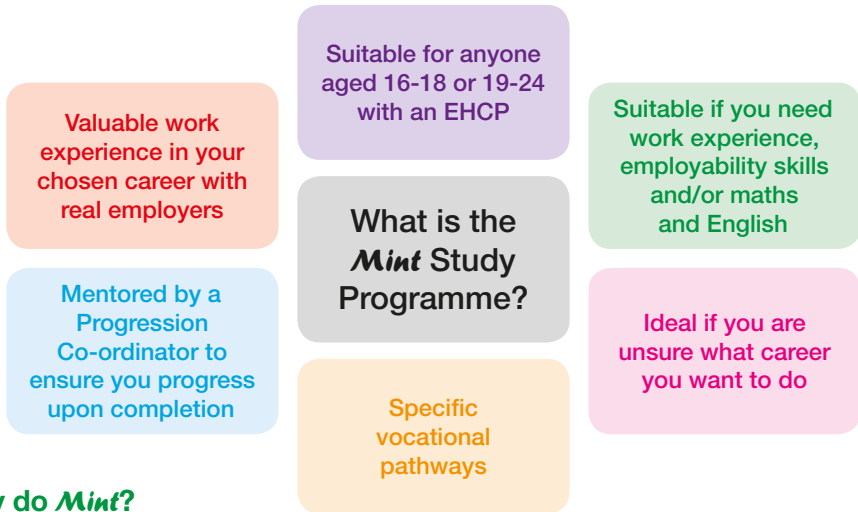 Suitable for anyone
aged 16-18 or 19-24
with an EHCP
Valuable work
experience in your
chosen career with
real employers
Suitable if you need
work experience,
employability skills
and/or maths
and English
What is the
Mint Study
Programme?
Mentored by a
Progression
Co-ordinator to
ensure you progress
upon completion
Ideal if you are
unsure what career
you want to do
Specific
vocational
pathways
do Mint?